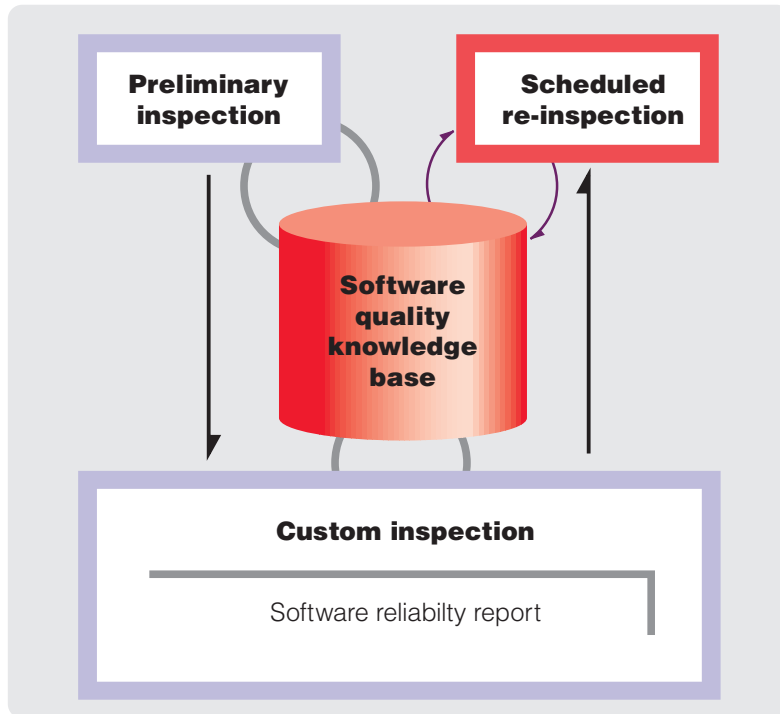 Preliminary
inspection
Scheduled
re-inspection
Software
quality
knowledge
base
Custom inspection
Software reliabilty report